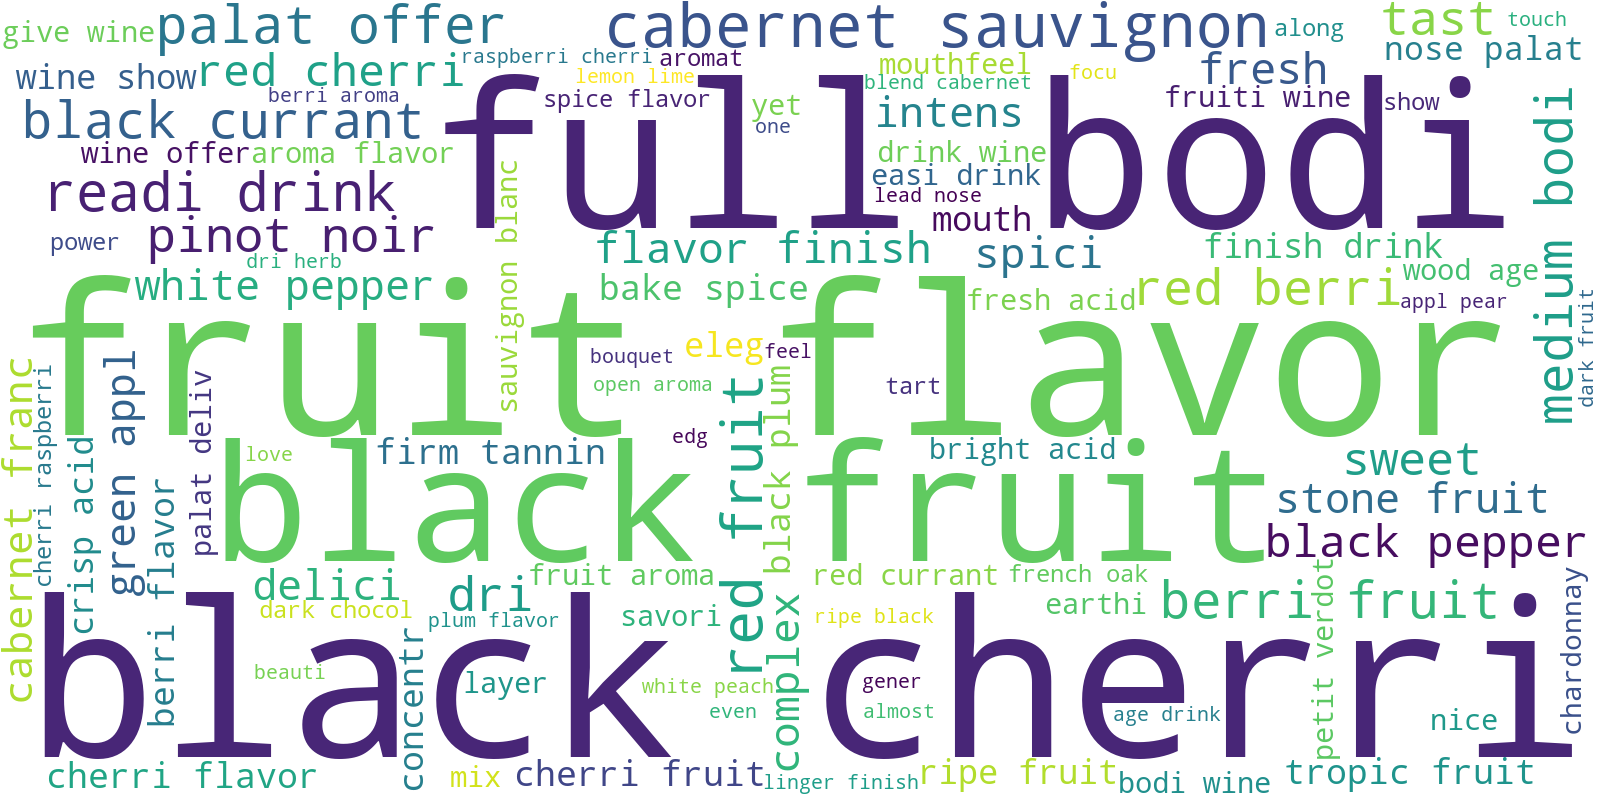 give wine
palat offer
cabernet sauvignon
along
tast
touch
nose palat
wine show
red cherri
raspberri cherri
aromat
lemon lime
mouthfeel
focu
fresh
berri aroma
spice flavor
yet
blend cabernet
fruiti wine
show
black currant
full bodi
one
intens
wine offer
aroma flavor
drink wine
easi drink
readi drink
lead nose
mouth
pinot noir
power
dri herb
sauvignon blanc
flavor finish
spici
finish drink
medium bodi
white pepper
bake spice
fresh acid
red berri
wood age
appl pear
dark fruit
fruit flavor
bouquet
eleg
feel
open aroma
tart
cabernet franc
cherri raspberri
crisp acid
green appl
berri flavor
palat deliv
love
firm tannin
edg
red fruit
black plum
bright acid
sweet
black fruit
stone fruit
black pepper
delici
dri
fruit aroma
red currant
french oak
dark chocol
plum flavor
savori
complex
ripe black
earthi
berri fruit
petit verdot
chardonnay
black cherri
beauti
concentr
layer
white peach
even
gener
almost
age drink
nice
cherri flavor
mix
cherri fruit
linger finish
ripe fruit
bodi wine
tropic fruit